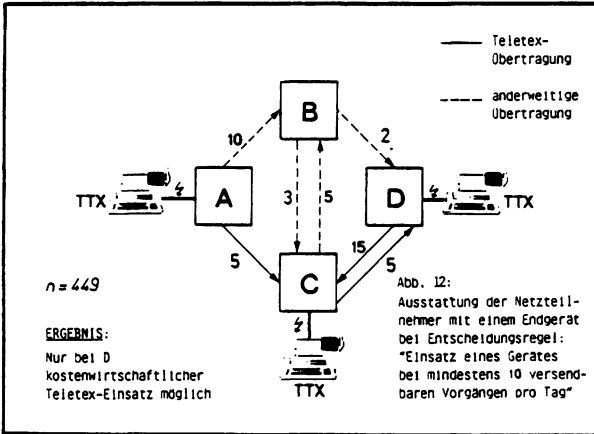 Teletex-
Übertragung
anderweitige
Übertragung
B
10
2
TTX
A
3
5
D
TTX
5
15
5
C
n = 449
ERGEBNIS:
Nur bei D
kostenwirtschaftlicher
Teletex-Einsatz möglich
TTX
Abb. 12:
Ausstattung der Netzteil-
nehmer mit einem Endgerät
bei Entscheidungsregel:
"Einsatz eines Gerätes
bei mindestens 10 versend-
baren Vorgängen pro Tag"